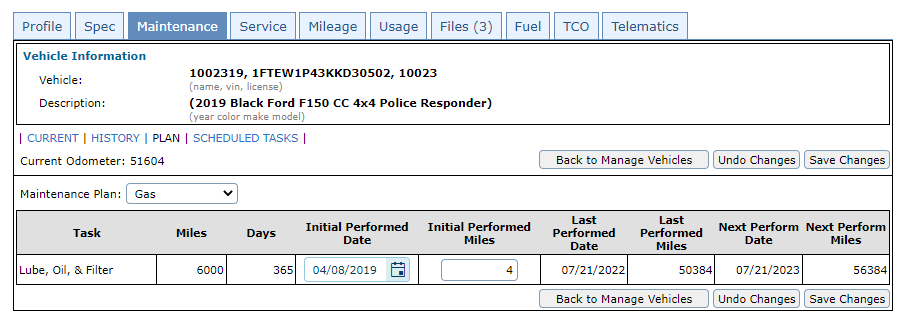 Profile Spec Maintenance Service Mileage Usage Files (3) Fuel TCO Telematics
Vehicle Information
Vehicle: 1002319, 1FTEW1P43KKD30502, 10023
(name, vin, license)
Description: (2019 Black Ford F150 CC 4x4 Police Responder)
(year color make model)
| CURRENT | HISTORY | PLAN | SCHEDULED TASKS |
Current Odometer: 51604 Back to Manage Vehicles Undo Changes Save Changes
Maintenance Plan: Gas
Task Miles Days Initial Performed Date Initial Performed Miles Last Performed Date Last Performed Miles Next Perform Date Next Perform Miles
Lube, Oil, & Filter 6000 365 04/08/2019 4 07/21/2022 50384 07/21/2023 56384
Back to Manage Vehicles Undo Changes Save Changes